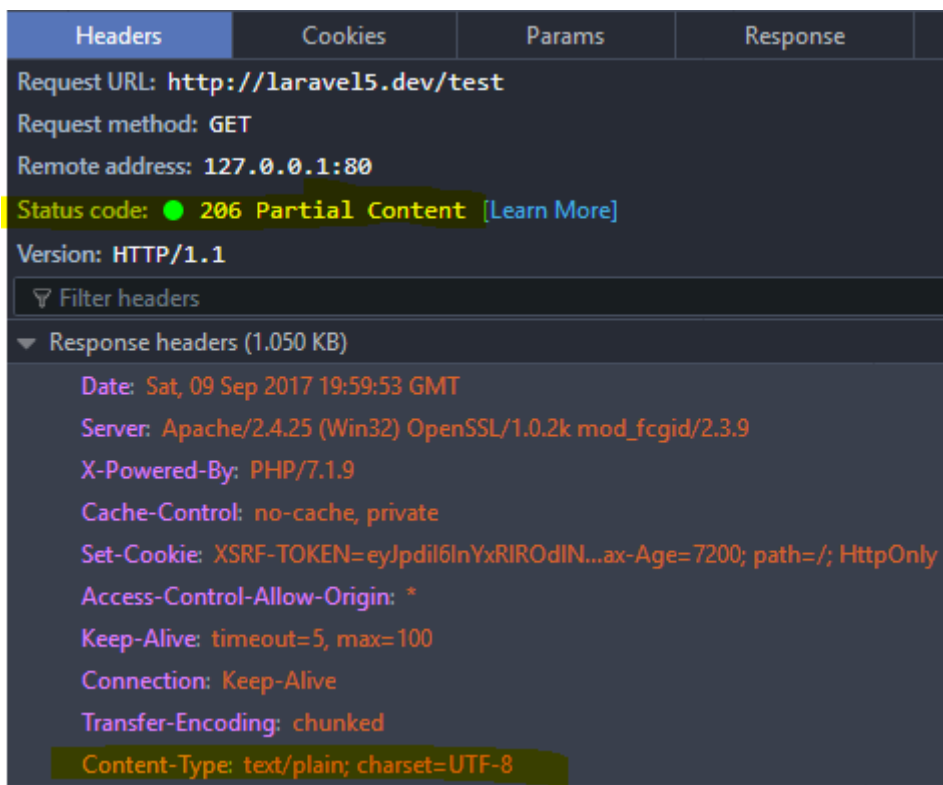 Headers Cookies Params Response
Request URL: http://laravel5.dev/test
Request method: GET
Remote address: 127.0.0.1:80
Status code: 206 Partial Content [Learn More]
Version: HTTP/1.1
Filter headers
Response headers (1.050 KB)
Date: Sat, 09 Sep 2017 19:59:53 GMT
Server: Apache/2.4.25 (Win32) OpenSSL/1.0.2k mod_fcgid/2.3.9
X-Powered-By: PHP/7.1.9
Cache-Control: no-cache, private
Set-Cookie: XSRF-TOKEN=eyJpdiI6InYxRlROdlN...ax-Age=7200; path=/; HttpOnly
Access-Control-Allow-Origin: *
Keep-Alive: timeout=5, max=100
Connection: Keep-Alive
Transfer-Encoding: chunked
Content-Type: text/plain; charset=UTF-8